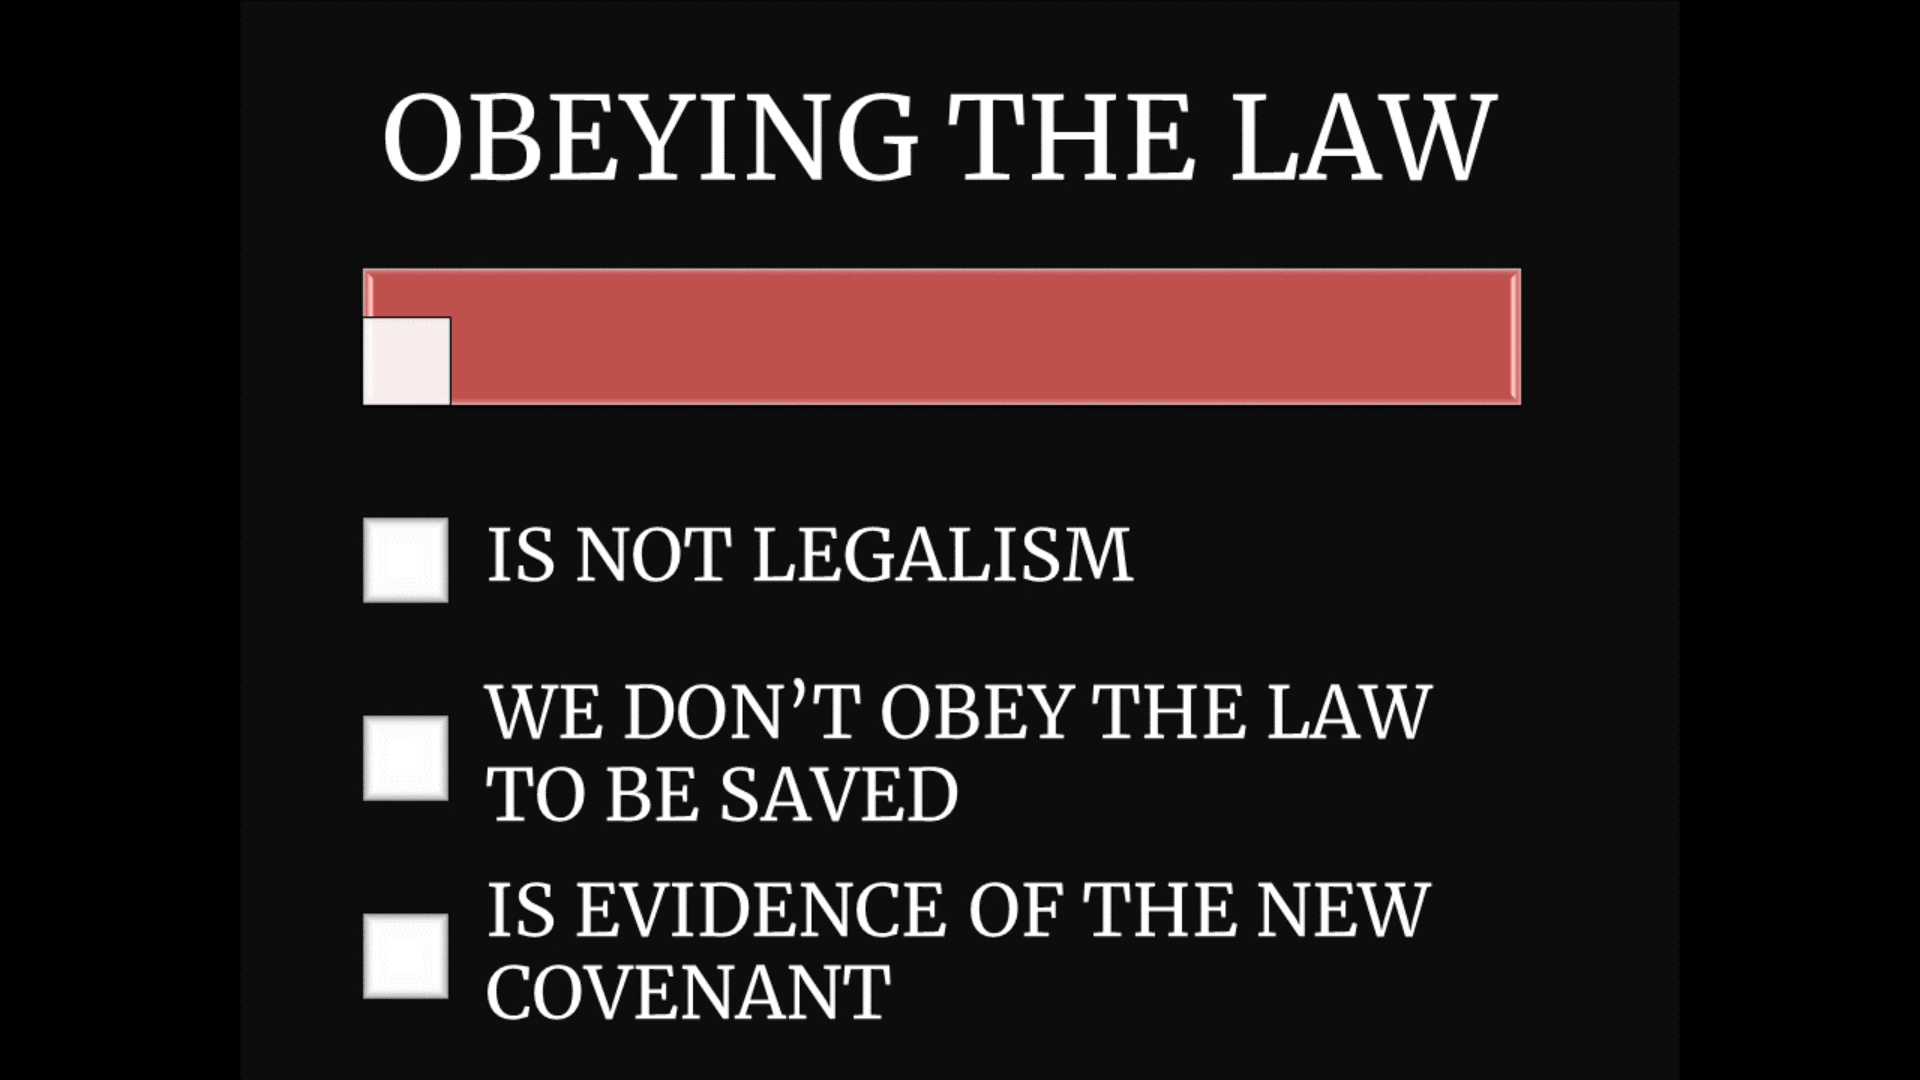 OBEYING THE LAW
IS NOT LEGALISM
WE DON’T OBEY THE LAW
TO BE SAVED
IS EVIDENCE OF THE NEW
COVENANT